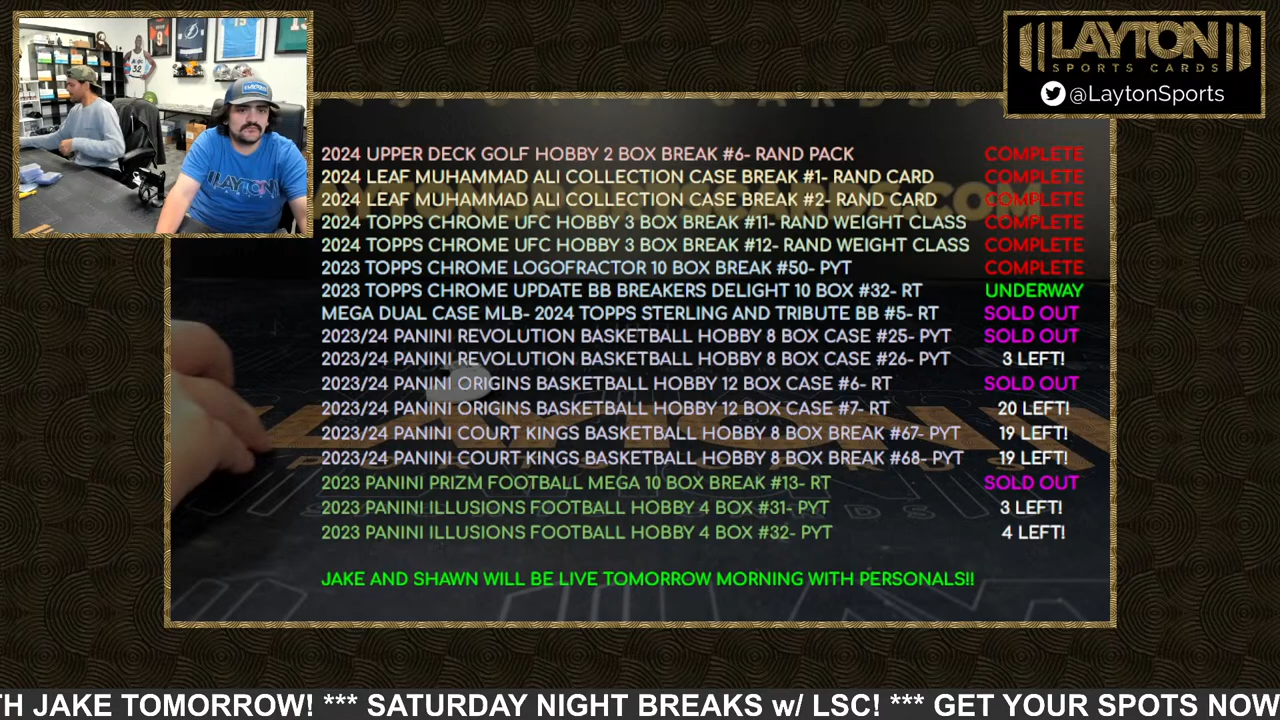 LAYTON
SPORTS CARDS
@LaytonSports
2024 UPPER DECK GOLF HOBBY 2 BOX BREAK #6- RAND PACK COMPLETE
2024 LEAF MUHAMMAD ALI COLLECTION CASE BREAK #1- RAND CARD COMPLETE
2024 LEAF MUHAMMAD ALI COLLECTION CASE BREAK #2- RAND CARD COMPLETE
2024 TOPPS CHROME UFC HOBBY 3 BOX BREAK #11- RAND WEIGHT CLASS COMPLETE
2024 TOPPS CHROME UFC HOBBY 3 BOX BREAK #12- RAND WEIGHT CLASS COMPLETE
2023 TOPPS CHROME LOGOFRACTOR 10 BOX BREAK #50- PYT COMPLETE
2023 TOPPS CHROME UPDATE BB BREAKERS DELIGHT 10 BOX #32- RT UNDERWAY
MEGA DUAL CASE MLB- 2024 TOPPS STERLING AND TRIBUTE BB #5- RT SOLD OUT
2023/24 PANINI REVOLUTION BASKETBALL HOBBY 8 BOX CASE #25- PYT SOLD OUT
2023/24 PANINI REVOLUTION BASKETBALL HOBBY 8 BOX CASE #26- PYT 3 LEFT!
2023/24 PANINI ORIGINS BASKETBALL HOBBY 12 BOX CASE #6- RT SOLD OUT
2023/24 PANINI ORIGINS BASKETBALL HOBBY 12 BOX CASE #7- RT 20 LEFT!
2023/24 PANINI COURT KINGS BASKETBALL HOBBY 8 BOX BREAK #67- PYT 19 LEFT!
2023/24 PANINI COURT KINGS BASKETBALL HOBBY 8 BOX BREAK #68- PYT 19 LEFT!
2023 PANINI PRIZM FOOTBALL MEGA 10 BOX BREAK #13- RT SOLD OUT
2023 PANINI ILLUSIONS FOOTBALL HOBBY 4 BOX #31- PYT 3 LEFT!
2023 PANINI ILLUSIONS FOOTBALL HOBBY 4 BOX #32- PYT 4 LEFT!
JAKE AND SHAWN WILL BE LIVE TOMORROW MORNING WITH PERSONALS!!
TH JAKE TOMORROW! *** SATURDAY NIGHT BREAKS w/ LSC! *** GET YOUR SPOTS NOW